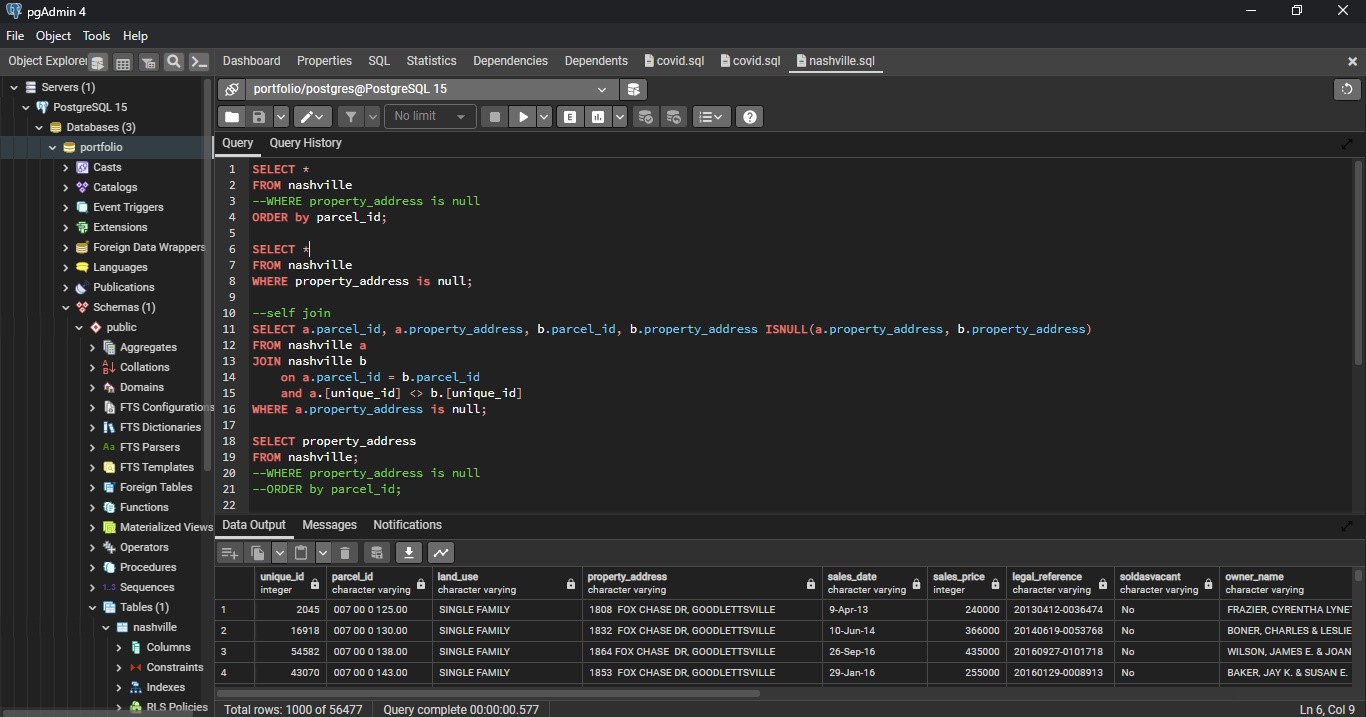 pgAdmin 4
File Object Tools Help
Object Explorer Dashboard Properties SQL Statistics Dependencies Dependents covid.sql covid.sql nashville.sql
Servers (1)
PostgreSQL 15
Databases (3)
portfolio
Casts
Catalogs
Event Triggers
Extensions
Foreign Data Wrappers
Languages
Publications
Schemas (1)
public
Aggregates
Collations
Domains
FTS Configurations
FTS Dictionaries
Aa FTS Parsers
FTS Templates
Foreign Tables
Functions
Materialized Views
Operators
Procedures
1..3 Sequences
Tables (1)
nashville
Columns
Constraints
Indexes
RLS Policies
portfolio/postgres@PostgreSQL 15
No limit
E
Query Query History
1 SELECT *
2 FROM nashville
3 --WHERE property_address is null
4 ORDER by parcel_id;
5
6 SELECT *
7 FROM nashville
8 WHERE property_address is null;
9
10 --self join
11 SELECT a.parcel_id, a.property_address, b.parcel_id, b.property_address ISNULL(a.property_address, b.property_address)
12 FROM nashville a
13 JOIN nashville b
14 on a.parcel_id = b.parcel_id
15 and a.[unique_id] <> b.[unique_id]
16 WHERE a.property_address is null;
17
18 SELECT property_address
19 FROM nashville;
20 --WHERE property_address is null
21 --ORDER by parcel_id;
22
Data Output Messages Notifications
unique_id parcel_id land_use property_address sales_date sales_price legal_reference soldasvacant owner_name
integer character varying character varying character varying character varying integer character varying character varying character varying
1 2045 007 00 0 125.00 SINGLE FAMILY 1808 FOX CHASE DR, GOODLETTSVILLE 9-Apr-13 240000 20130412-0036474 No FRAZIER, CYRENTHA LYNE
2 16918 007 00 0 130.00 SINGLE FAMILY 1832 FOX CHASE DR, GOODLETTSVILLE 10-Jun-14 366000 20140619-0053768 No BONER, CHARLES & LESLIE
3 54582 007 00 0 138.00 SINGLE FAMILY 1864 FOX CHASE DR, GOODLETTSVILLE 26-Sep-16 435000 20160927-0101718 No WILSON, JAMES E. & JOAN
4 43070 007 00 0 143.00 SINGLE FAMILY 1853 FOX CHASE DR, GOODLETTSVILLE 29-Jan-16 255000 20160129-0008913 No BAKER, JAY K. & SUSAN E.
Total rows: 1000 of 56477 Query complete 00:00:00.577 Ln 6, Col 9